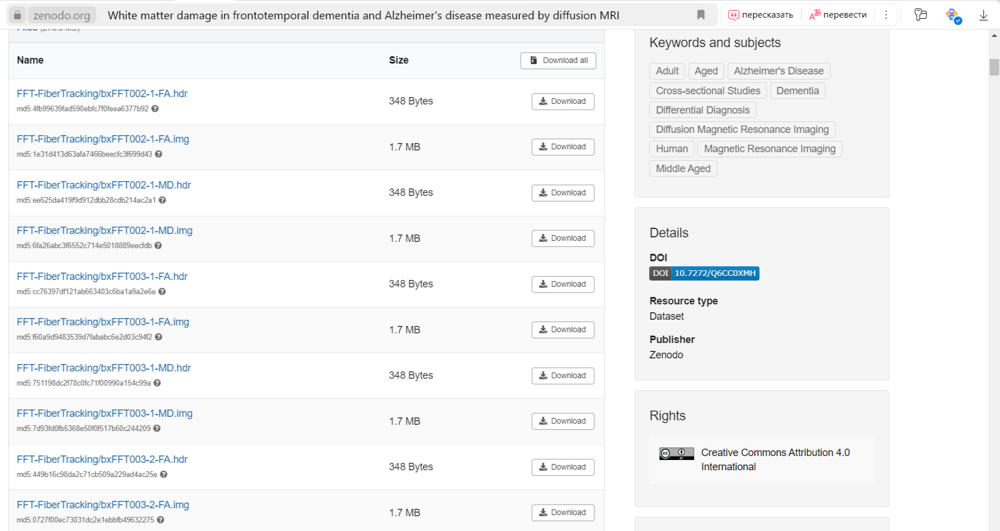 zenodo.org White matter damage in frontotemporal dementia and Alzheimer's disease measured by diffusion MRI пересказать перевести
Name Size Download all
FFT-FiberTracking/bxFFT002-1-FA.hdr
md5:4fb99639fad590ebfc7f0feea6377b92
348 Bytes Download
FFT-FiberTracking/bxFFT002-1-FA.img
md5:1e31d413d63afa7466beecfc3f699d43
1.7 MB Download
FFT-FiberTracking/bxFFT002-1-MD.hdr
md5:ee625da419f9d912dbb28cdb214ac2a1
348 Bytes Download
FFT-FiberTracking/bxFFT002-1-MD.img
md5:6fa26abc3f6552c714e5018889eecfdb
1.7 MB Download
FFT-FiberTracking/bxFFT003-1-FA.hdr
md5:cc76397df121ab663403c6ba1a9a2e6e
348 Bytes Download
FFT-FiberTracking/bxFFT003-1-FA.img
md5:f60a9d9483539d7fababc6e2d03c94f2
1.7 MB Download
FFT-FiberTracking/bxFFT003-1-MD.hdr
md5:751198dc2f78c0fc71f00990a154c99a
348 Bytes Download
FFT-FiberTracking/bxFFT003-1-MD.img
md5:7d93fd0fb5368e50f0f517b60c244209
1.7 MB Download
FFT-FiberTracking/bxFFT003-2-FA.hdr
md5:449b16c98da2c71cb509a229ad4ac25e
348 Bytes Download
FFT-FiberTracking/bxFFT003-2-FA.img
md5:0727f00ec73031dc2e1ebbfb49632275
1.7 MB Download
Keywords and subjects
Adult Aged Alzheimer's Disease
Cross-sectional Studies Dementia
Differential Diagnosis
Diffusion Magnetic Resonance Imaging
Human Magnetic Resonance Imaging
Middle Aged
Details
DOI
DOI 10.7272/Q6CC0XMH
Resource type
Dataset
Publisher
Zenodo
Rights
CC BY
Creative Commons Attribution 4.0
International